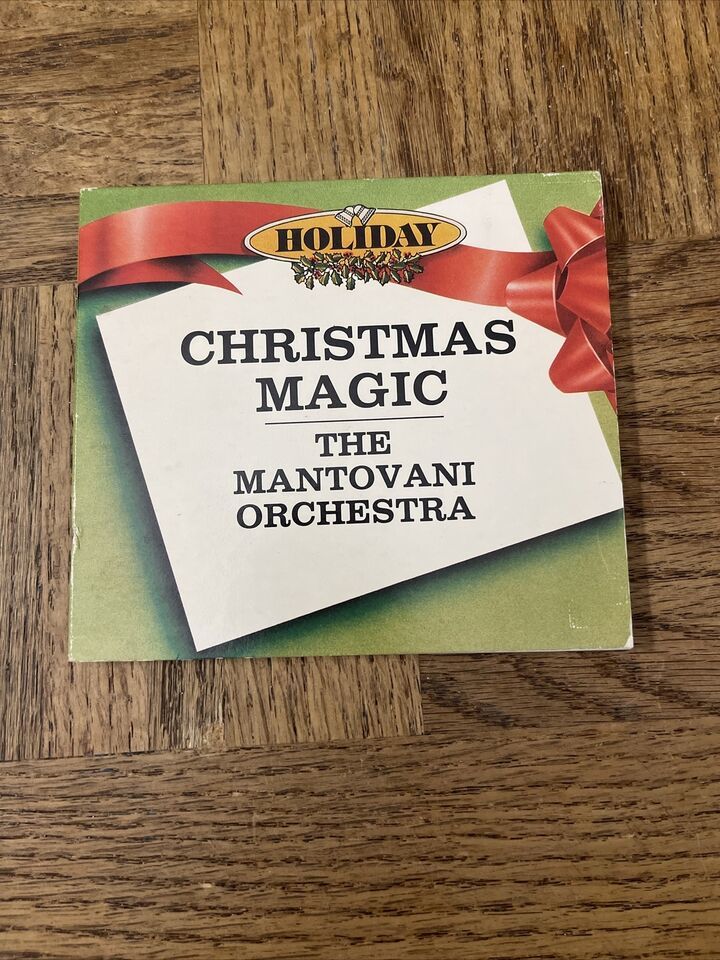 HOLIDAY
CHRISTMAS
MAGIC
THE
MANTOVANI
ORCHESTRA